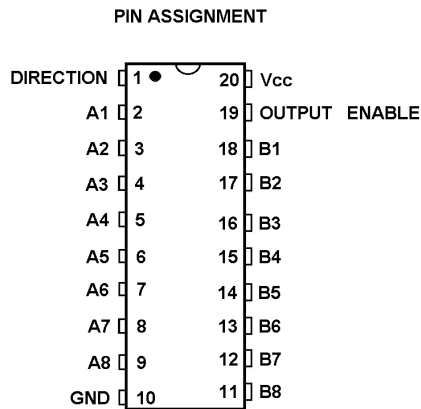 PIN ASSIGNMENT
DIRECTION 1 20 Vcc
A1 2 19 OUTPUT ENABLE
A2 3 18 B1
A3 4 17 B2
A4 5 16 B3
A5 6 15 B4
A6 7 14 B5
A7 8 13 B6
A8 9 12 B7
GND 10 11 B8